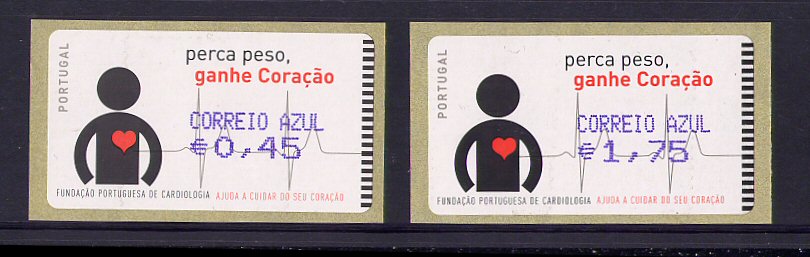 PORTUGAL
perca peso,
ganhe Coração
CORREIO AZUL
€0,45
FUNDAÇÃO PORTUGUESA DE CARDIOLOGIA AJUDA A CUIDAR DO SEU CORAÇÃO
PORTUGAL
perca peso,
ganhe Coração
CORREIO AZUL
€1,75
FUNDAÇÃO PORTUGUESA DE CARDIOLOGIA AJUDA A CUIDAR DO SEU CORAÇÃO